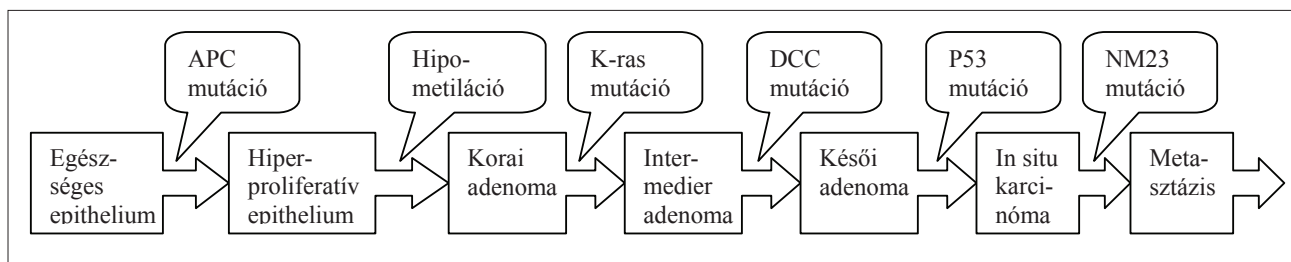 APC
mutáció
Hipo-
metiláció
K-ras
mutáció
DCC
mutáció
P53
mutáció
NM23
mutáció
Egész-
séges
epithelium
Hiper-
proliferatív
epithelium
Korai
adenoma
Inter-
medier
adenoma
Késői
adenoma
In situ
karci-
nóma
Meta-
sztázis